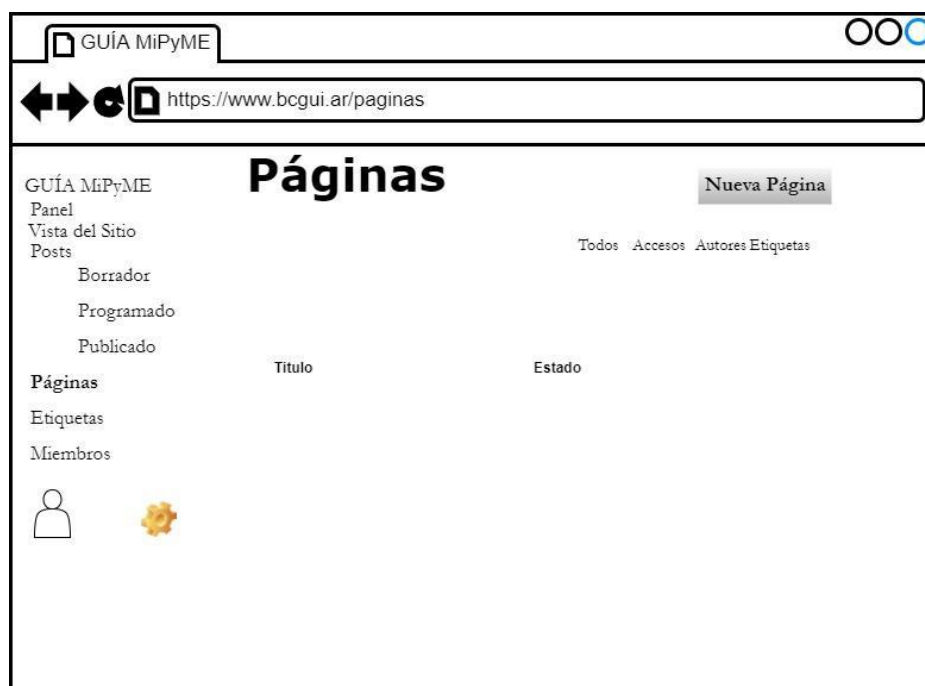 GUÍA MiPyME
https://www.bcgui.ar/paginas
Páginas
Nueva Página
GUÍA MiPyME
Panel
Vista del Sitio
Posts
Borrador
Programado
Publicado
Páginas
Etiquetas
Miembros
Todos Accesos Autores Etiquetas
Titulo Estado